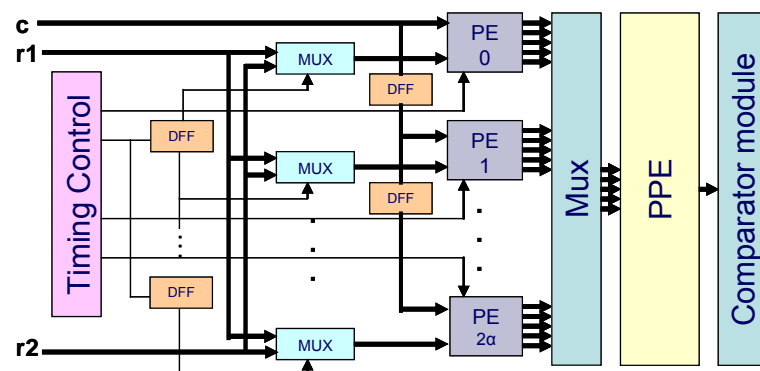 c
r1
r2
Timing Control
DFF
DFF
MUX
MUX
MUX
DFF
DFF
PE
0
PE
1
PE
2α
Mux
PPE
Comparator module